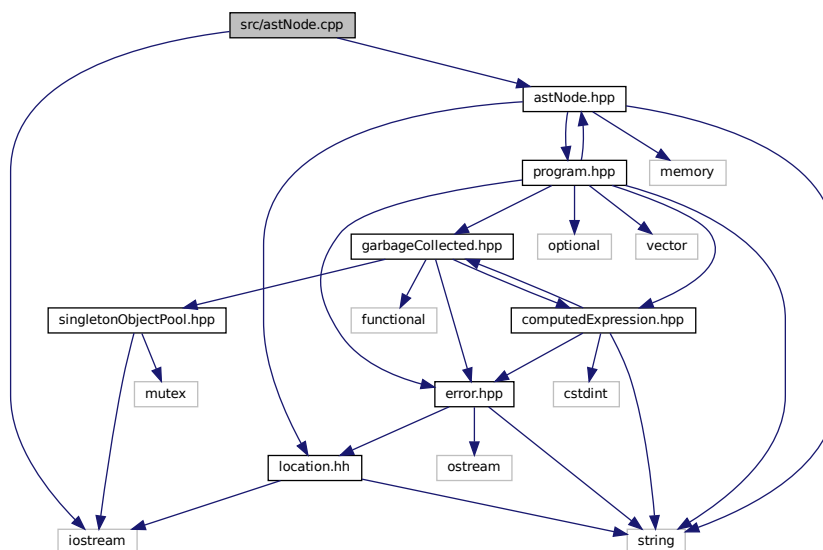 src/astNode.cpp
astNode.hpp
program.hpp
memory
garbageCollected.hpp
optional
vector
singletonObjectPool.hpp
functional
computedExpression.hpp
mutex
error.hpp
cstdint
location.hh
ostream
iostream
string